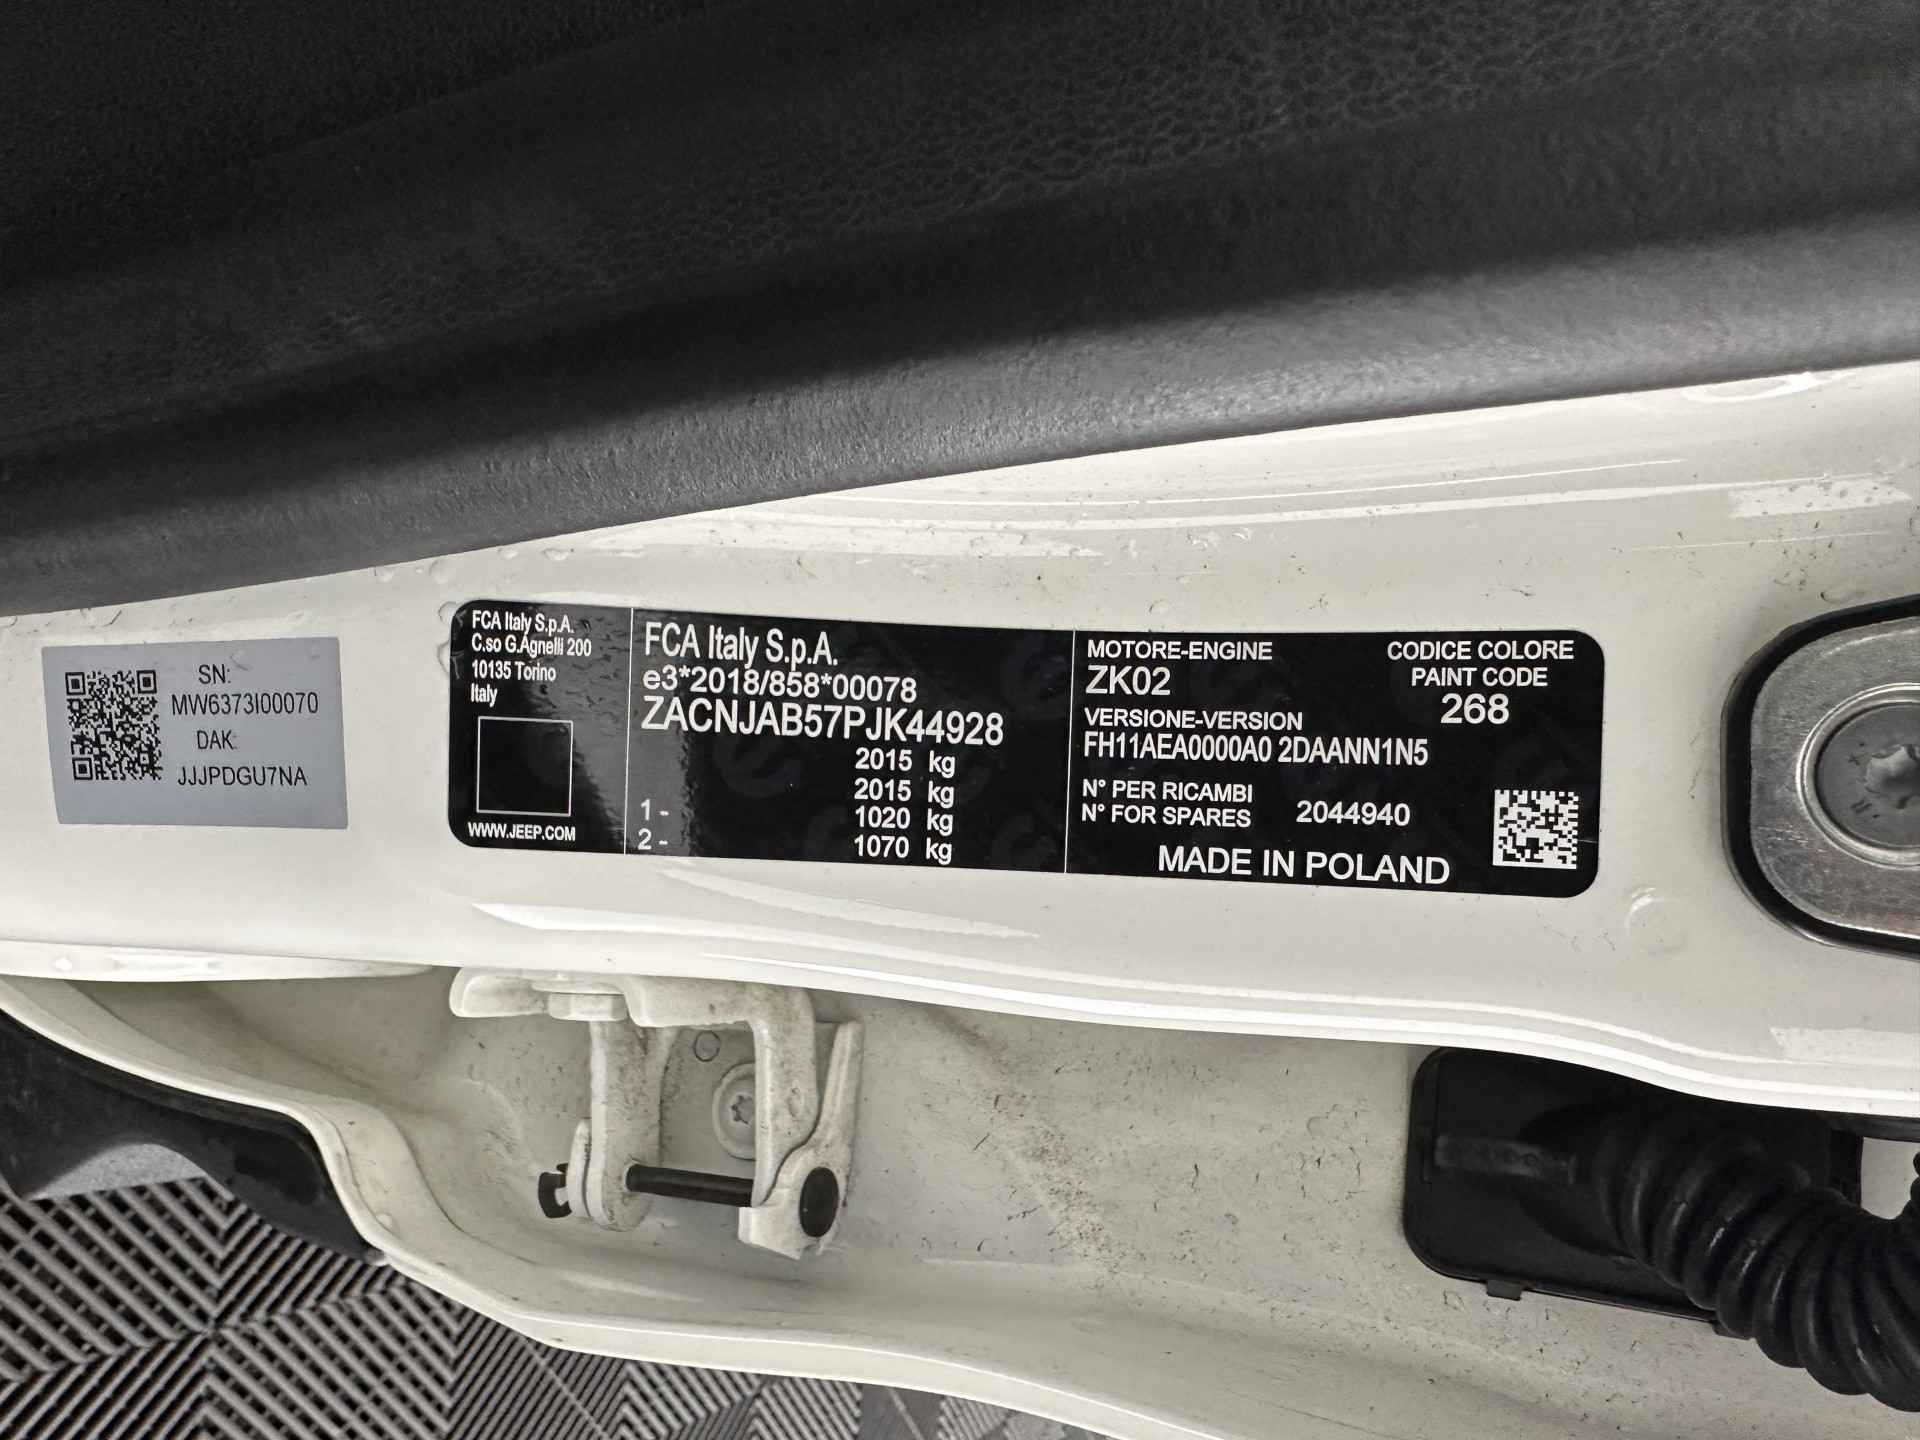 SN:
MW6373I00070
DAK:
JJJPDGU7NA
FCA Italy S.p.A.
C.so G.Agnelli 200
10135 Torino
Italy
WWW.JEEP.COM
FCA Italy S.p.A.
e3*2018/858*00078
ZACNJAB57PJK44928
2015 kg
2015 kg
1 - 1020 kg
2 - 1070 kg
MOTORE-ENGINE
ZK02
VERSIONE-VERSION
FH11AEA0000A0 2DAANN1N5
N° PER RICAMBI
N° FOR SPARES 2044940
MADE IN POLAND
CODICE COLORE
PAINT CODE
268